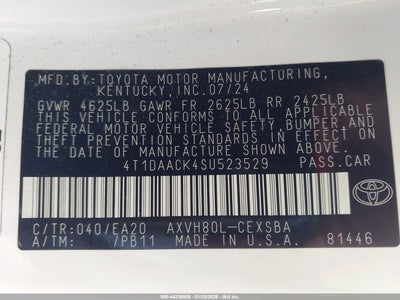 MFD.BY:TOYOTA MOTOR MANUFACTURING,
KENTUCKY,INC.07/24
GVWR 4625LB GAWR FR 2625LB RR 2425LB
THIS VEHICLE CONFORMS TO ALL APPLICABLE
FEDERAL MOTOR VEHICLE SAFETY, BUMPER, AND
THEFT PREVENTION STANDARDS IN EFFECT ON
THE DATE OF MANUFACTURE SHOWN ABOVE.
4T1DAACK4SU523529 PASS.CAR
C/TR:040/EA20 AXVH80L-CEXSBA
A/TM: /PB11 MADE IN U.S.A. 81446
TOYOTA